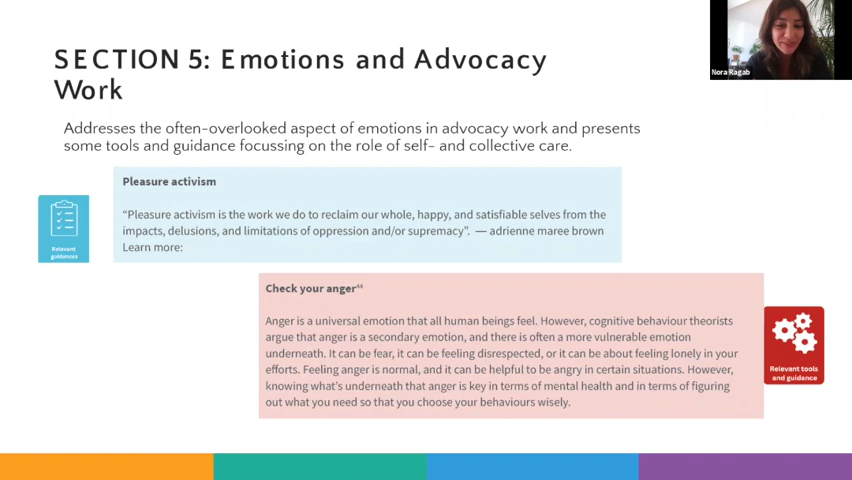 SECTION 5: Emotions and Advocacy
Work
Nora Ragab
Addresses the often-overlooked aspect of emotions in advocacy work and presents
some tools and guidance focussing on the role of self- and collective care.
Pleasure activism
“Pleasure activism is the work we do to reclaim our whole, happy, and satisfiable selves from the
impacts, delusions, and limitations of oppression and/or supremacy”. — adrienne maree brown
Learn more:
Relevant
guidances
Check your anger⁴⁴
Anger is a universal emotion that all human beings feel. However, cognitive behaviour theorists
argue that anger is a secondary emotion, and there is often a more vulnerable emotion
underneath. It can be fear, it can be feeling disrespected, or it can be about feeling lonely in your
efforts. Feeling anger is normal, and it can be helpful to be angry in certain situations. However,
knowing what’s underneath that anger is key in terms of mental health and in terms of figuring
out what you need so that you choose your behaviours wisely.
Relevant tools
and guidance